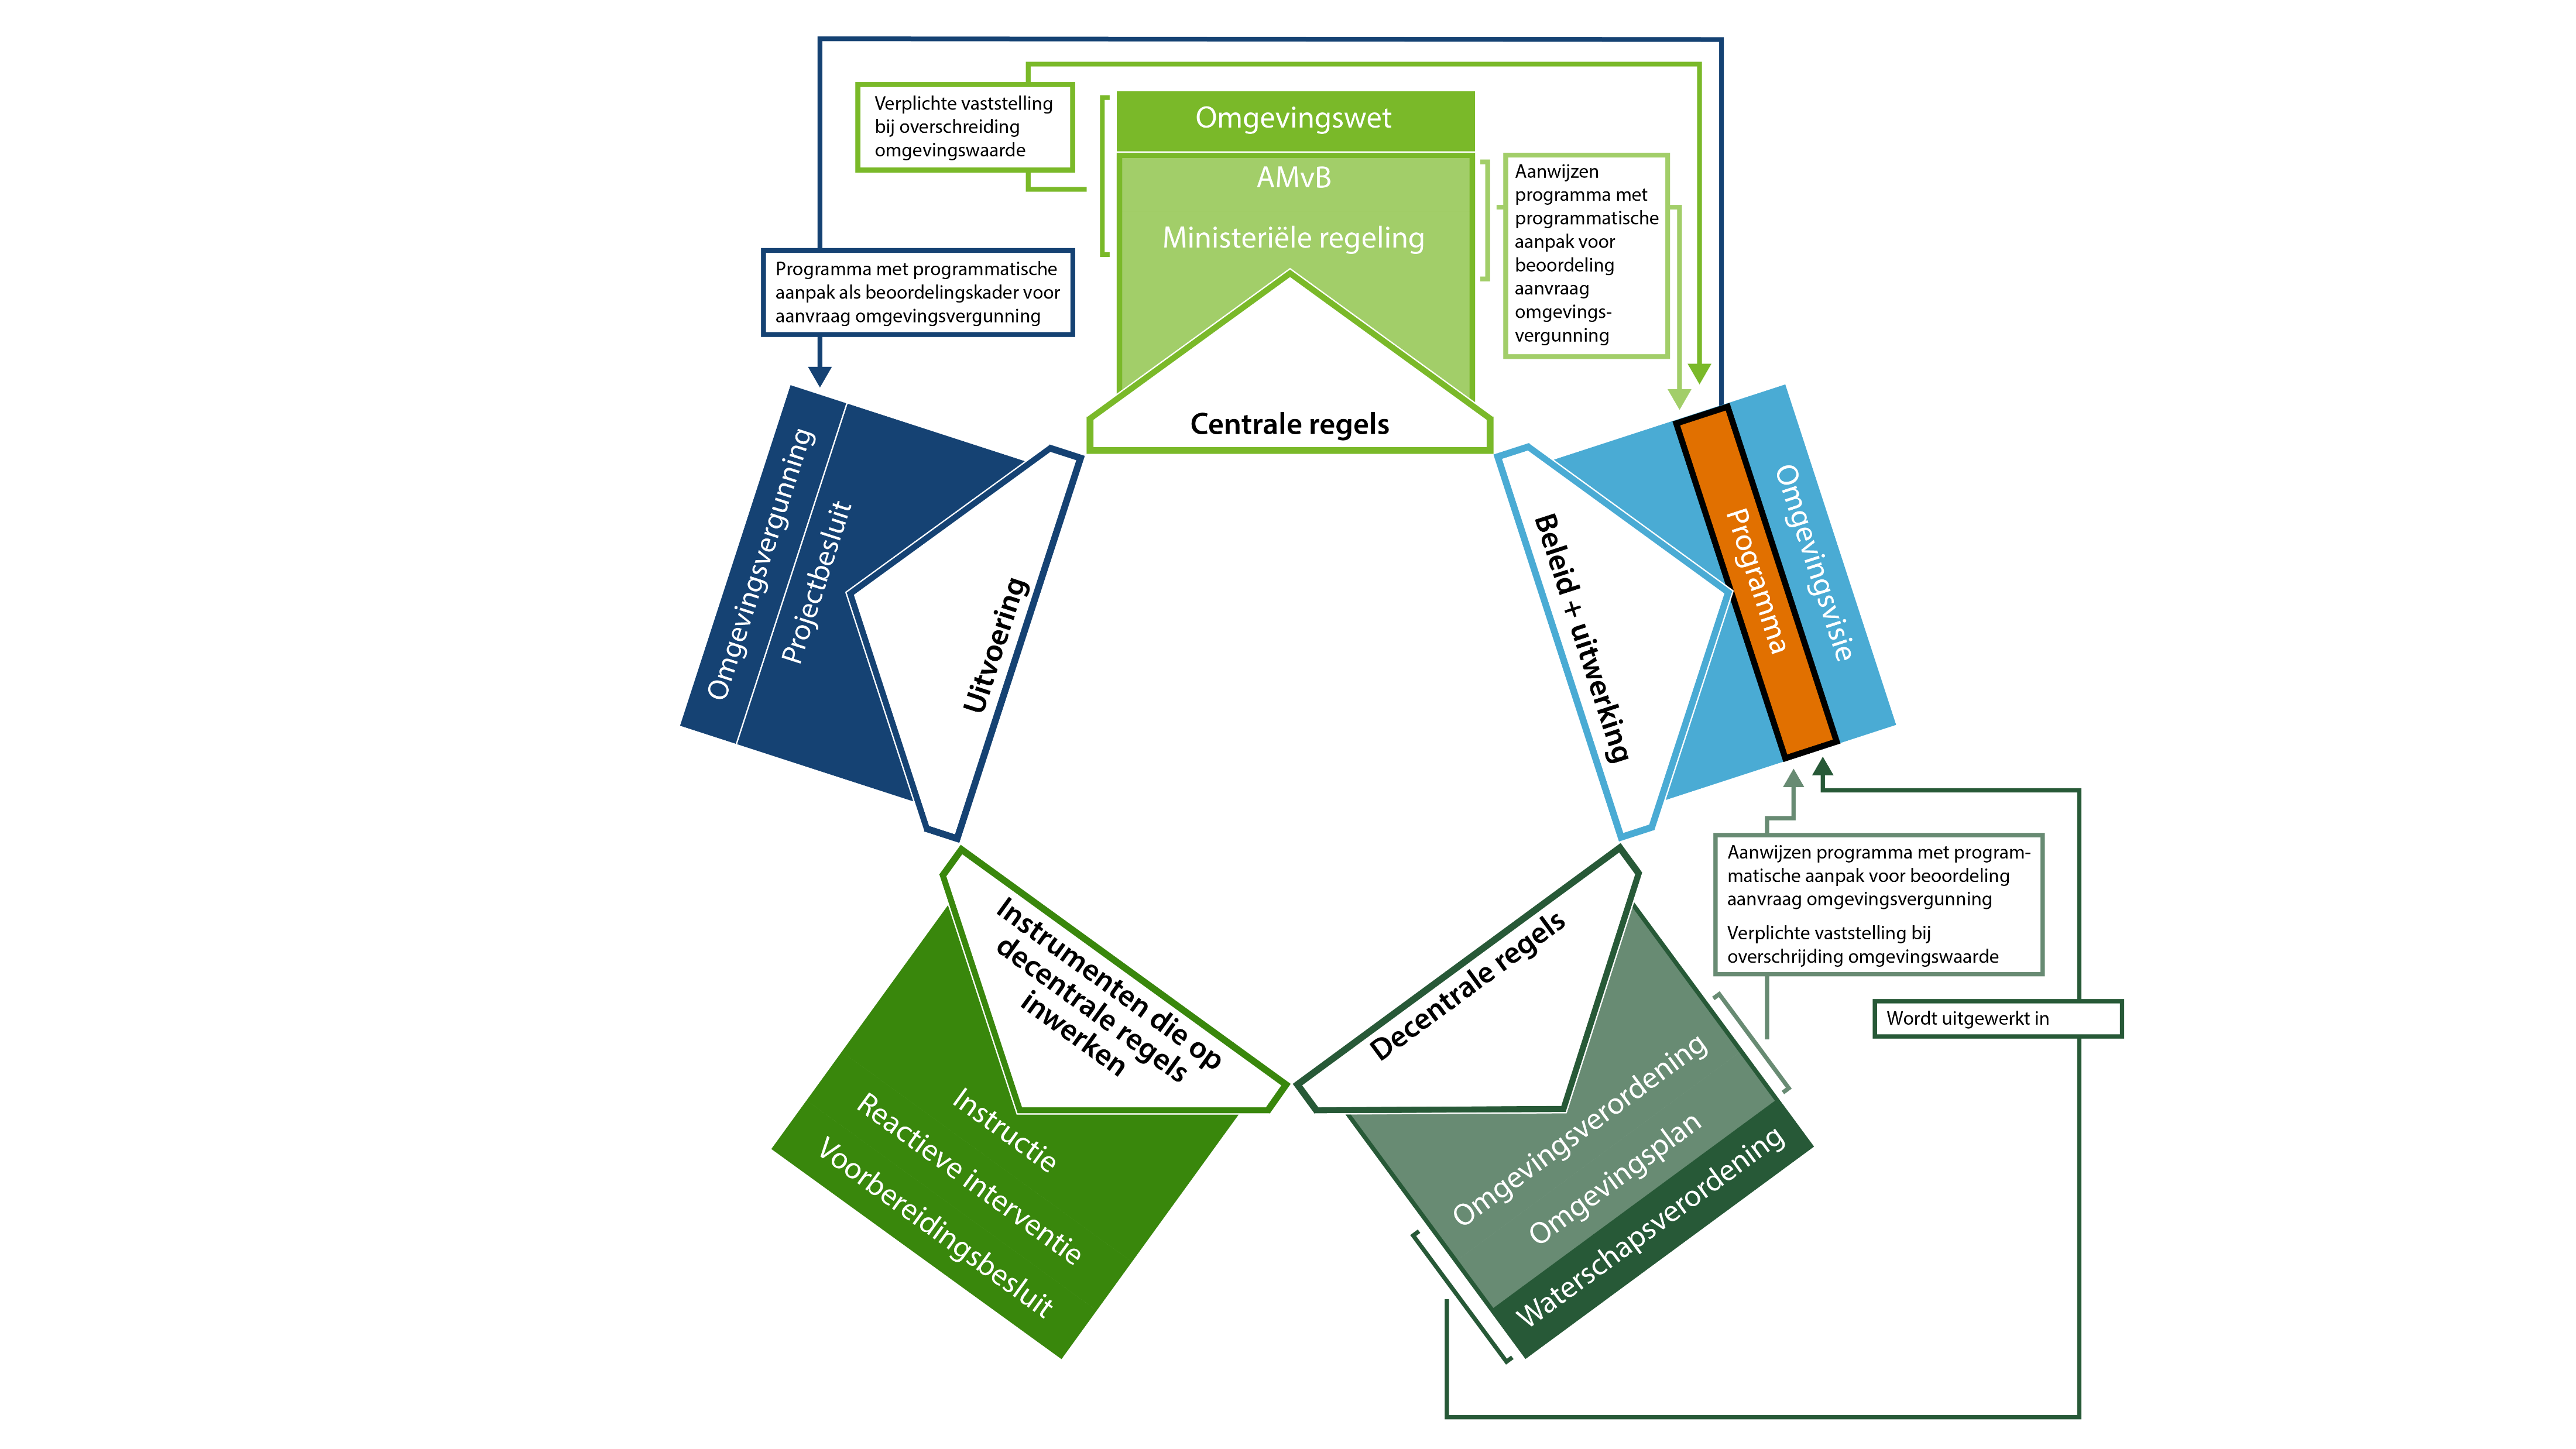 Verplichte vaststelling
bij overschreiding
omgevingswaarde
Omgevingswet
AMvB
Ministeriële regeling
Centrale regels
Aanwijzen
programma met
programmatische
aanpak voor
beoordeling
aanvraag
omgevings-
vergunning
Programma met programmatische
aanpak als beoordelingskader voor
aanvraag omgevingsvergunning
Omgevingsvergunning
Projectbesluit
Uitvoering
Beleid + uitwerking
Programma
Omgevingsvisie
Aanwijzen programma met program-
matische aanpak voor beoordeling
aanvraag omgevingsvergunning
Verplichte vaststelling bij
overschrijding omgevingswaarde
Wordt uitgewerkt in
Instrumenten die op
decentrale regels
inwerken
Instructie
Reactieve interventie
Voorbereidingsbesluit
Decentrale regels
Omgevingsverordening
Omgevingsplan
Waterschapsverordening